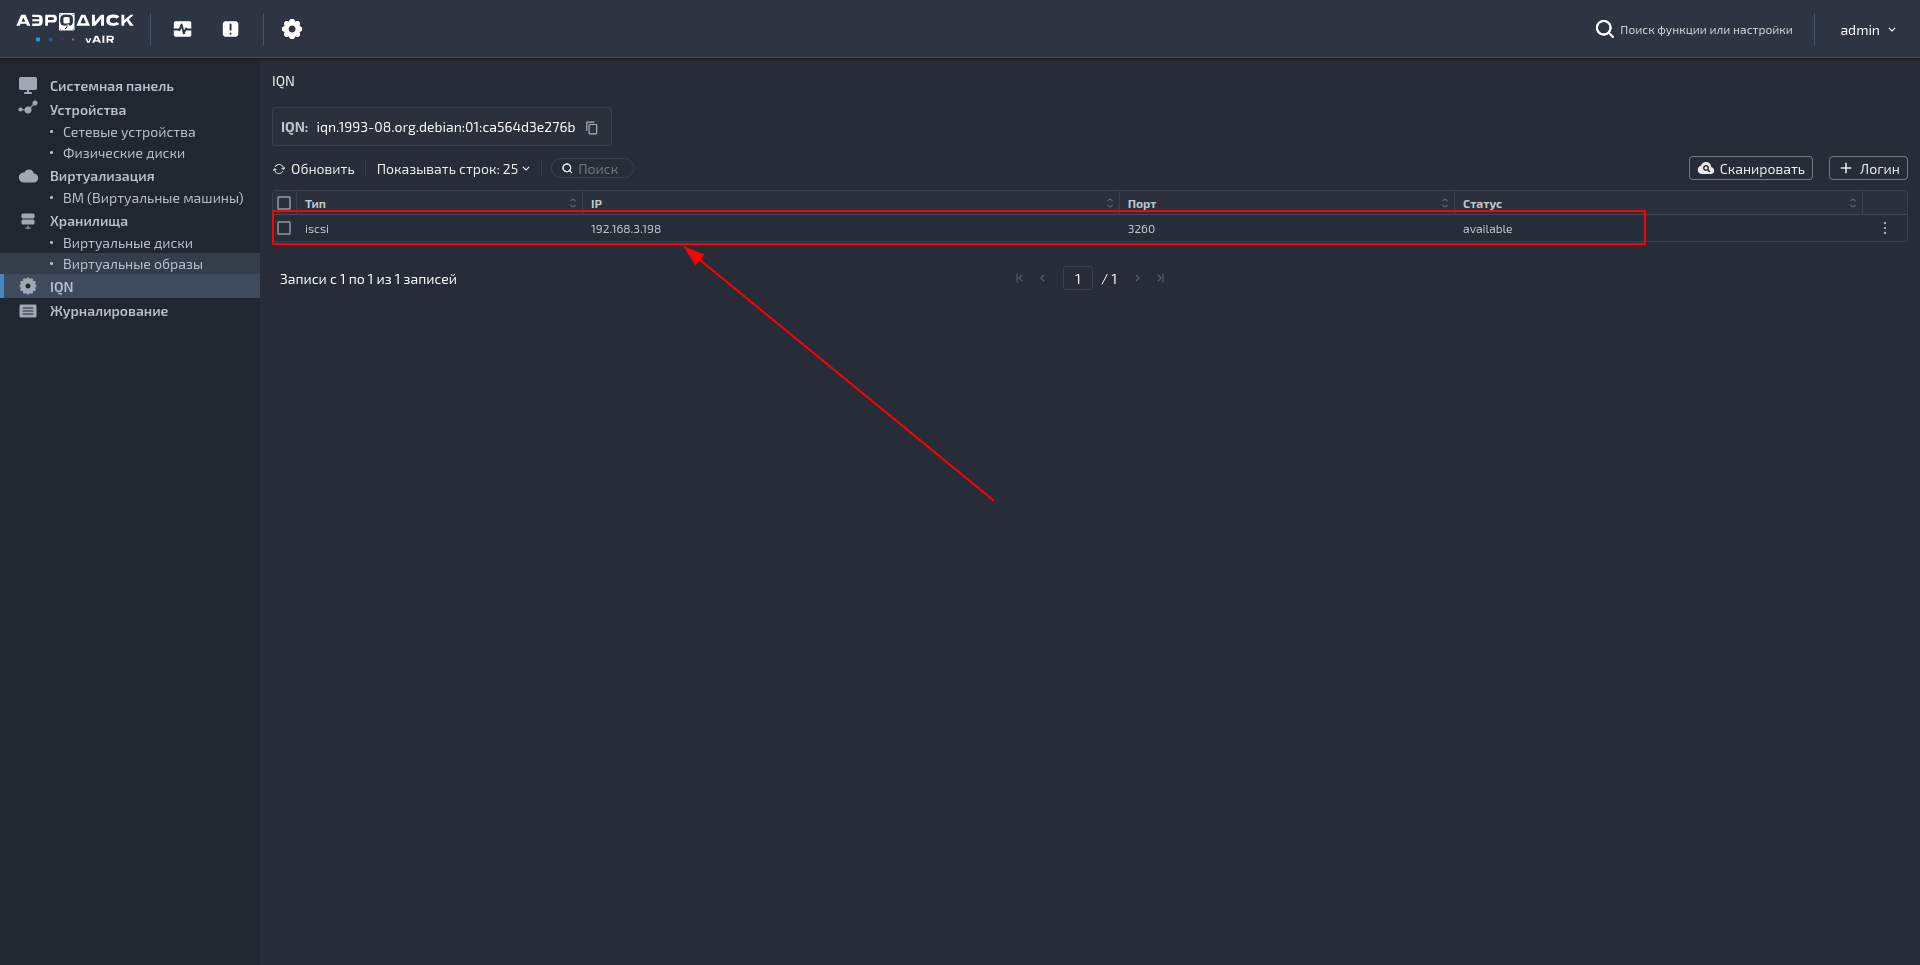 АЭРОДИСК
vAIR
Поиск функции или настройки
admin
Системная панель
Устройства
• Сетевые устройства
• Физические диски
Виртуализация
• ВМ (Виртуальные машины)
Хранилища
• Виртуальные диски
• Виртуальные образы
IQN
Журналирование
IQN
IQN: iqn.1993-08.org.debian:01:ca564d3e276b
Обновить Показывать строк: 25 Поиск Сканировать + Логин
Тип IP Порт Статус
iscsi 192.168.3.198 3260 available
Записи с 1 по 1 из 1 записей 1 / 1